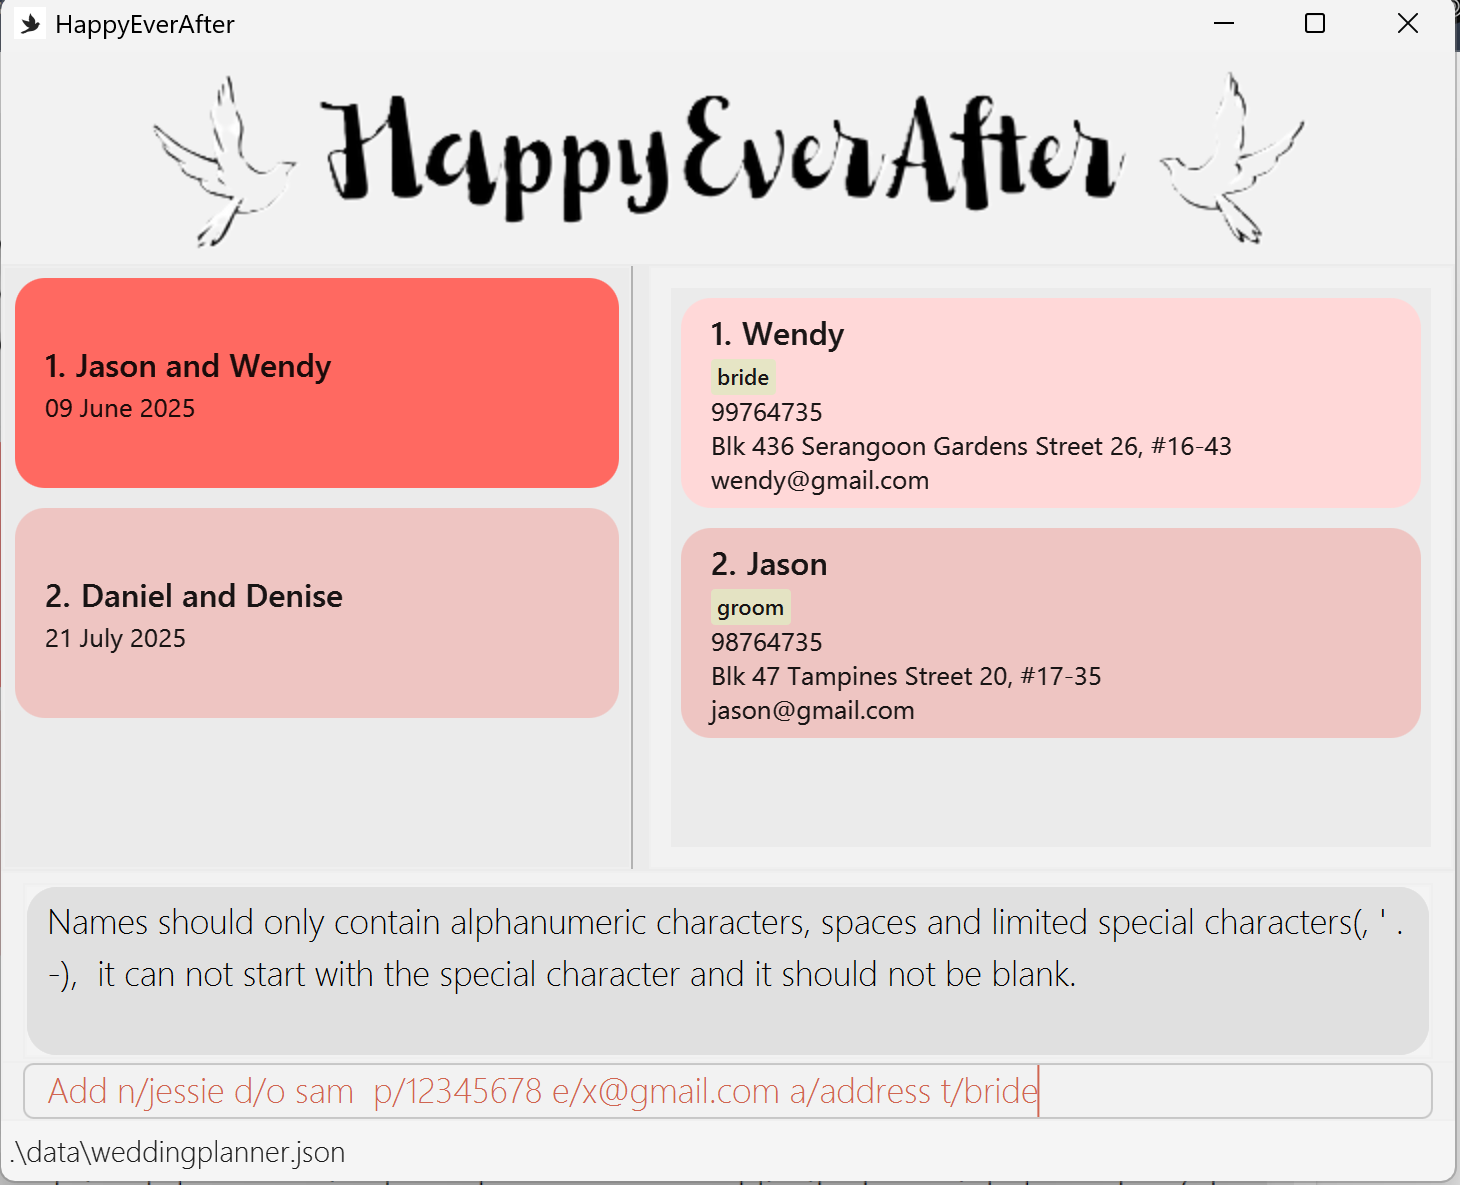 HappyEverAfter
HappyEverAfter
1. Jason and Wendy
09 June 2025
2. Daniel and Denise
21 July 2025
1. Wendy
bride
99764735
Blk 436 Serangoon Gardens Street 26, #16-43
wendy@gmail.com
2. Jason
groom
98764735
Blk 47 Tampines Street 20, #17-35
jason@gmail.com
Names should only contain alphanumeric characters, spaces and limited special characters(, ' .
-),  it can not start with the special character and it should not be blank.
Add n/jessie d/o sam  p/12345678 e/x@gmail.com a/address t/bride
.\data\weddingplanner.json